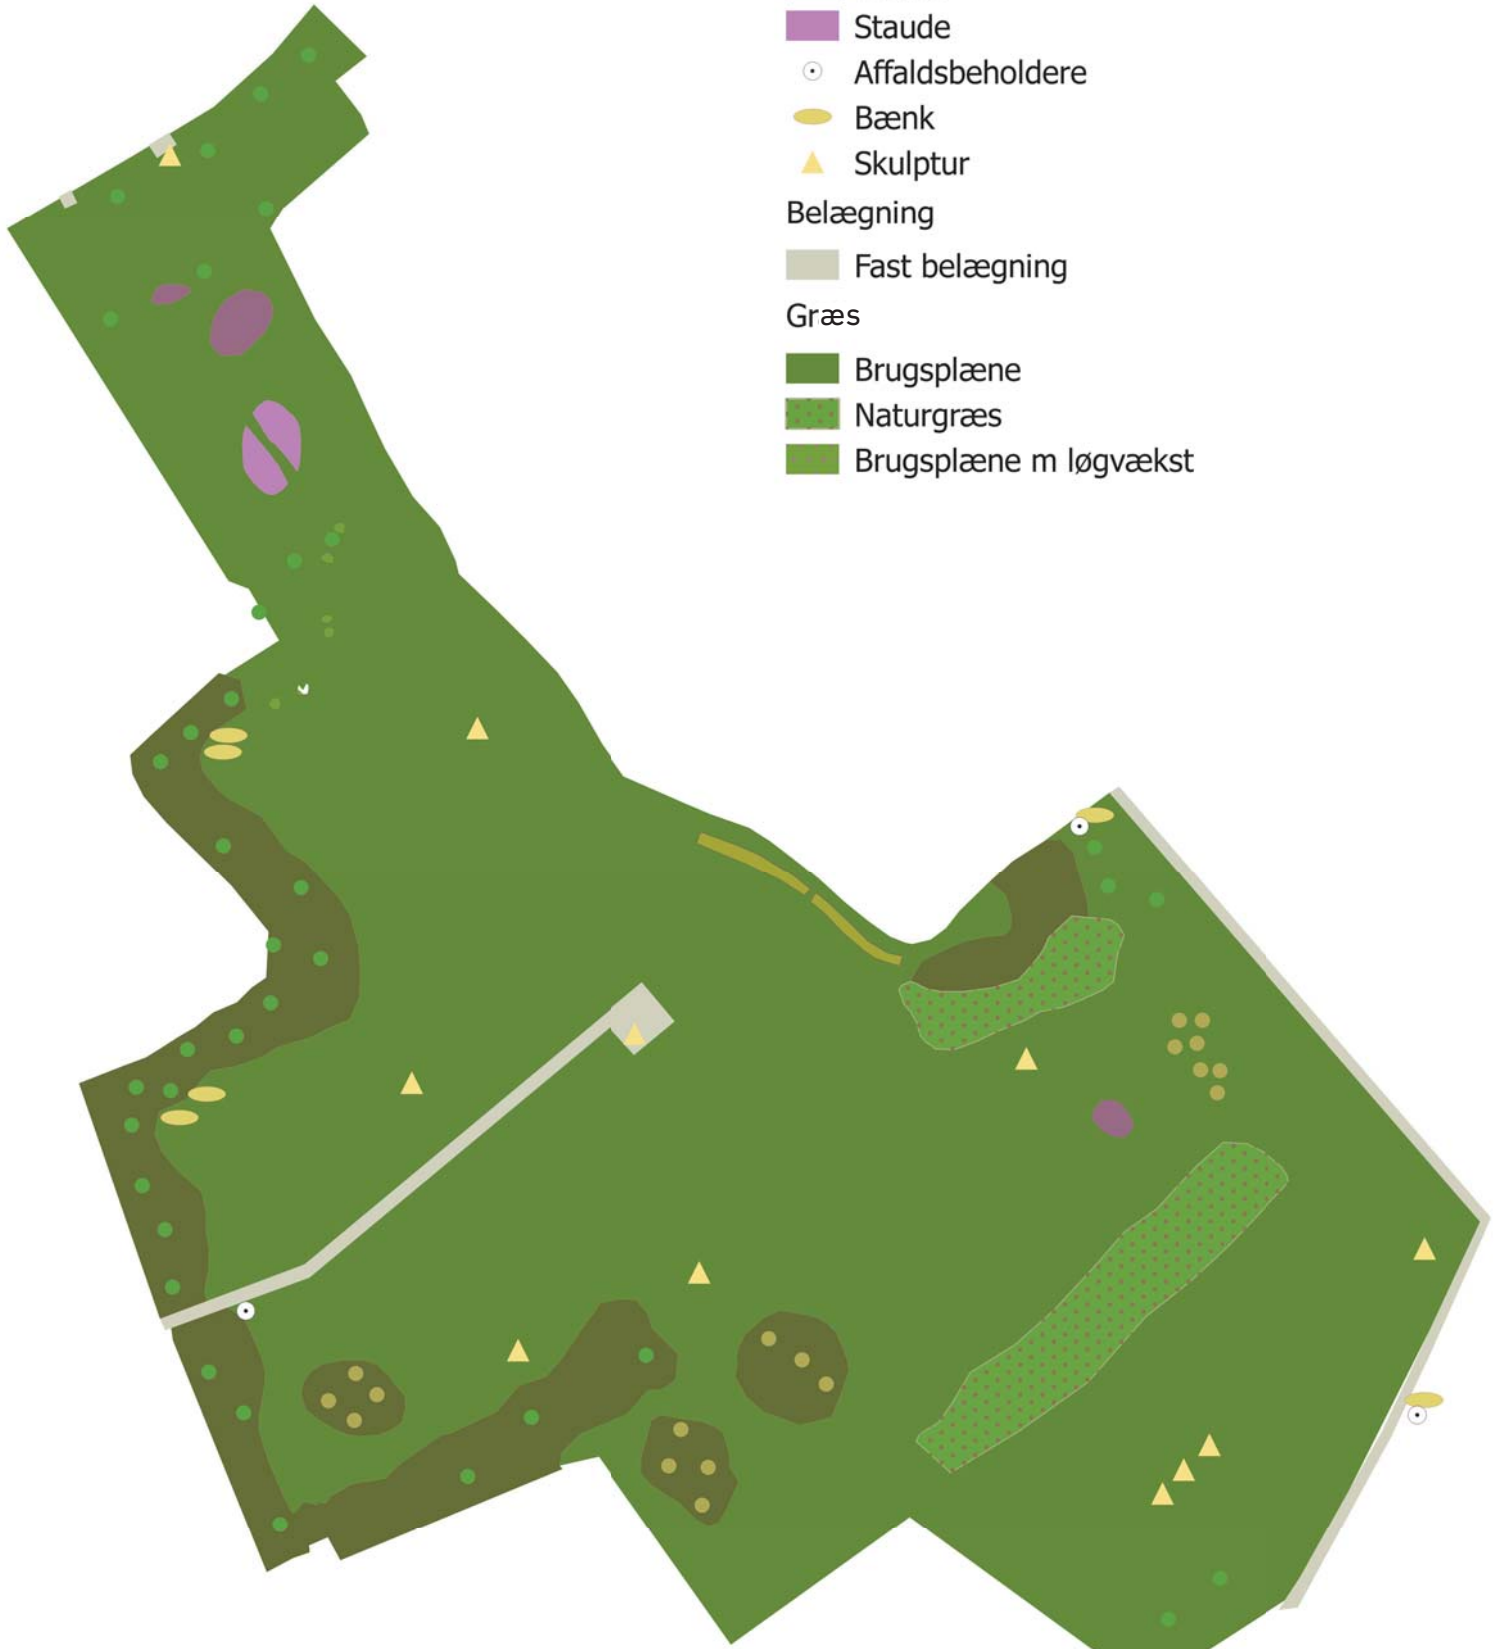 Staude
Affaldsbeholdere
Bænk
Skulptur
Belægning
Fast belægning
Græs
Brugsplæne
Naturgræs
Brugsplæne m løgvækst